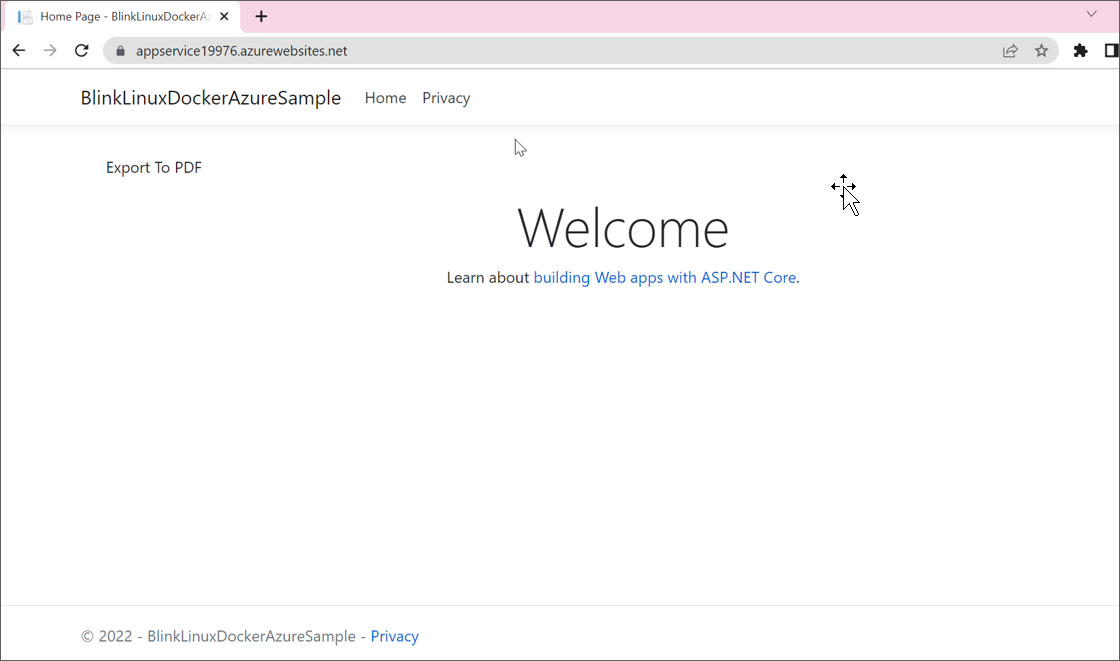 Home Page - BlinkLinuxDockerA
appservice19976.azurewebsites.net
BlinkLinuxDockerAzureSample Home Privacy
Export To PDF
Welcome
Learn about building Web apps with ASP.NET Core.
© 2022 - BlinkLinuxDockerAzureSample - Privacy